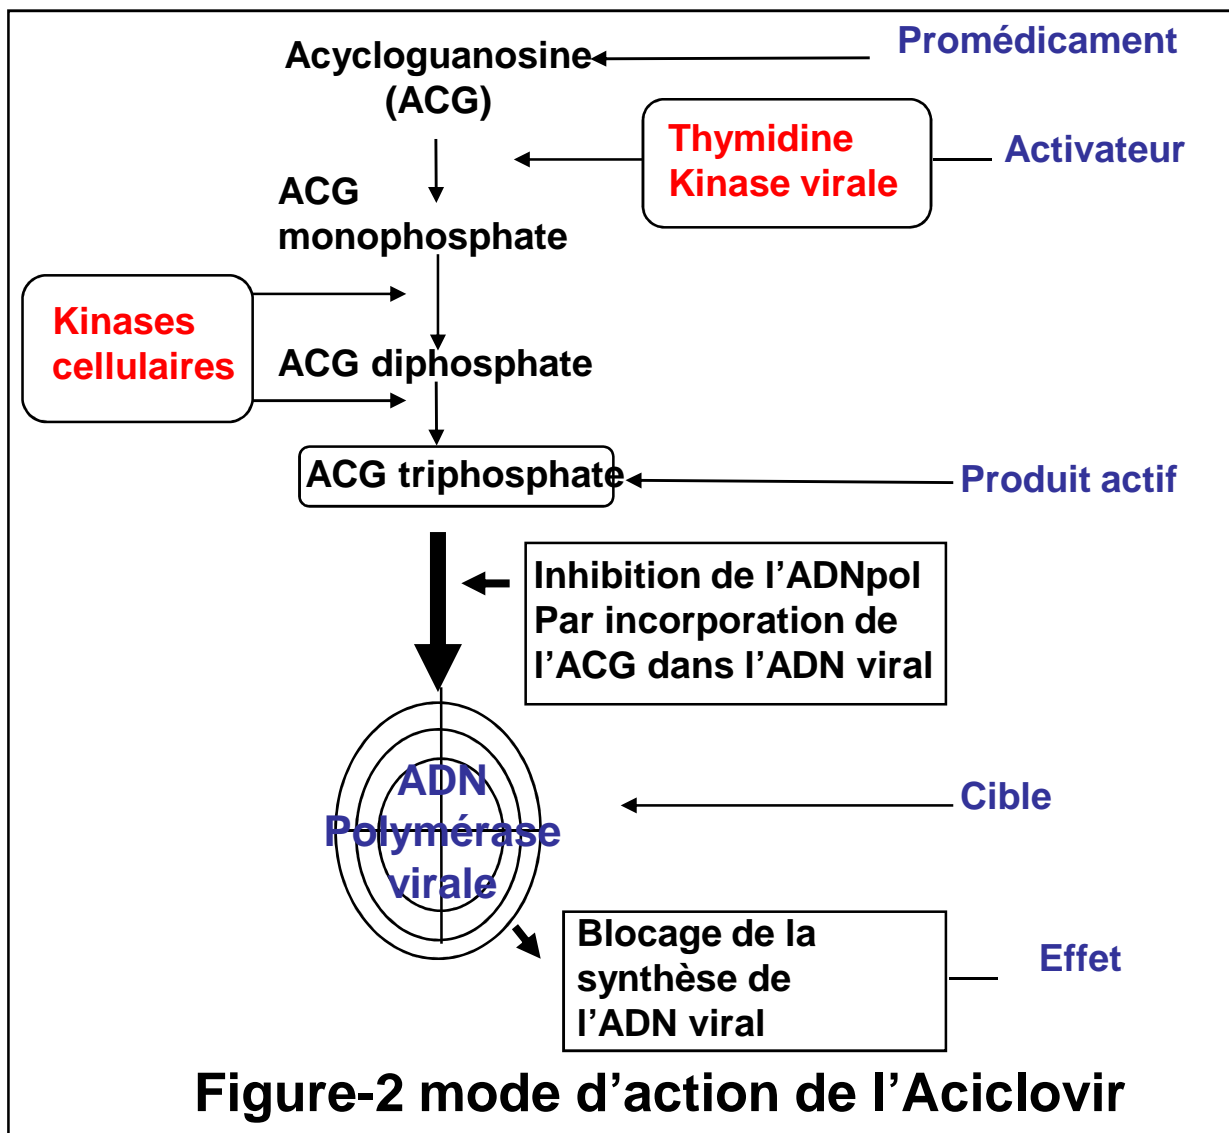 Acycloguanosine
(ACG)
Promédicament
Thymidine
Kinase virale
Activateur
ACG
monophosphate
Kinases
cellulaires
ACG diphosphate
ACG triphosphate
Produit actif
Inhibition de l’ADNpol
Par incorporation de
l’ACG dans l’ADN viral
ADN
Polymérase
virale
Cible
Blocage de la
synthèse de
l’ADN viral
Effet
Figure-2 mode d’action de l’Aciclovir